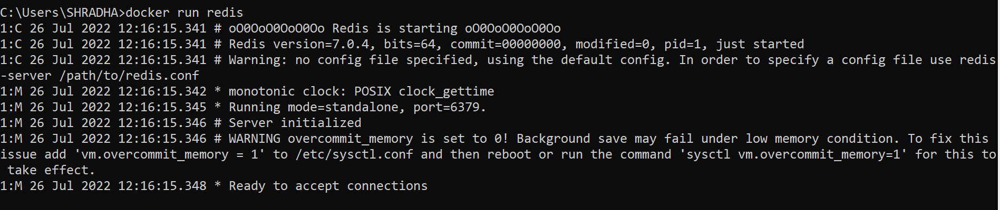 C:\Users\SHRADHA>docker run redis
1:C 26 Jul 2022 12:16:15.341 # oO0OoO0OoO0Oo Redis is starting oO0OoO0OoO0Oo
1:C 26 Jul 2022 12:16:15.341 # Redis version=7.0.4, bits=64, commit=00000000, modified=0, pid=1, just started
1:C 26 Jul 2022 12:16:15.341 # Warning: no config file specified, using the default config. In order to specify a config file use redis
-server /path/to/redis.conf
1:M 26 Jul 2022 12:16:15.342 * monotonic clock: POSIX clock_gettime
1:M 26 Jul 2022 12:16:15.345 * Running mode=standalone, port=6379.
1:M 26 Jul 2022 12:16:15.346 # Server initialized
1:M 26 Jul 2022 12:16:15.346 # WARNING overcommit_memory is set to 0! Background save may fail under low memory condition. To fix this
issue add 'vm.overcommit_memory = 1' to /etc/sysctl.conf and then reboot or run the command 'sysctl vm.overcommit_memory=1' for this to
 take effect.
1:M 26 Jul 2022 12:16:15.348 * Ready to accept connections